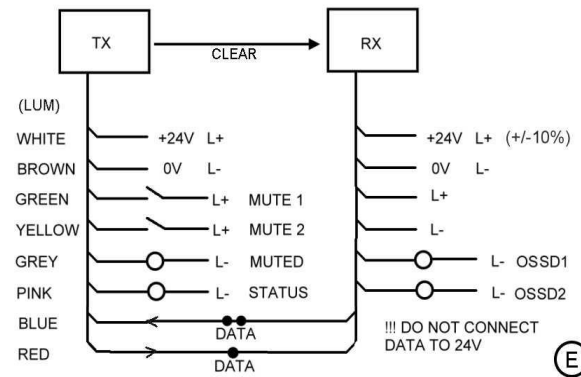 TX RX
CLEAR
(LUM)
WHITE +24V L+ +24V L+ (+/-10%)
BROWN 0V L- 0V L-
GREEN L+ MUTE 1 L+
YELLOW L+ MUTE 2 L-
GREY L- MUTED L- OSSD1
PINK L- STATUS L- OSSD2
BLUE
DATA
!!! DO NOT CONNECT
DATA TO 24V
RED
DATA
E